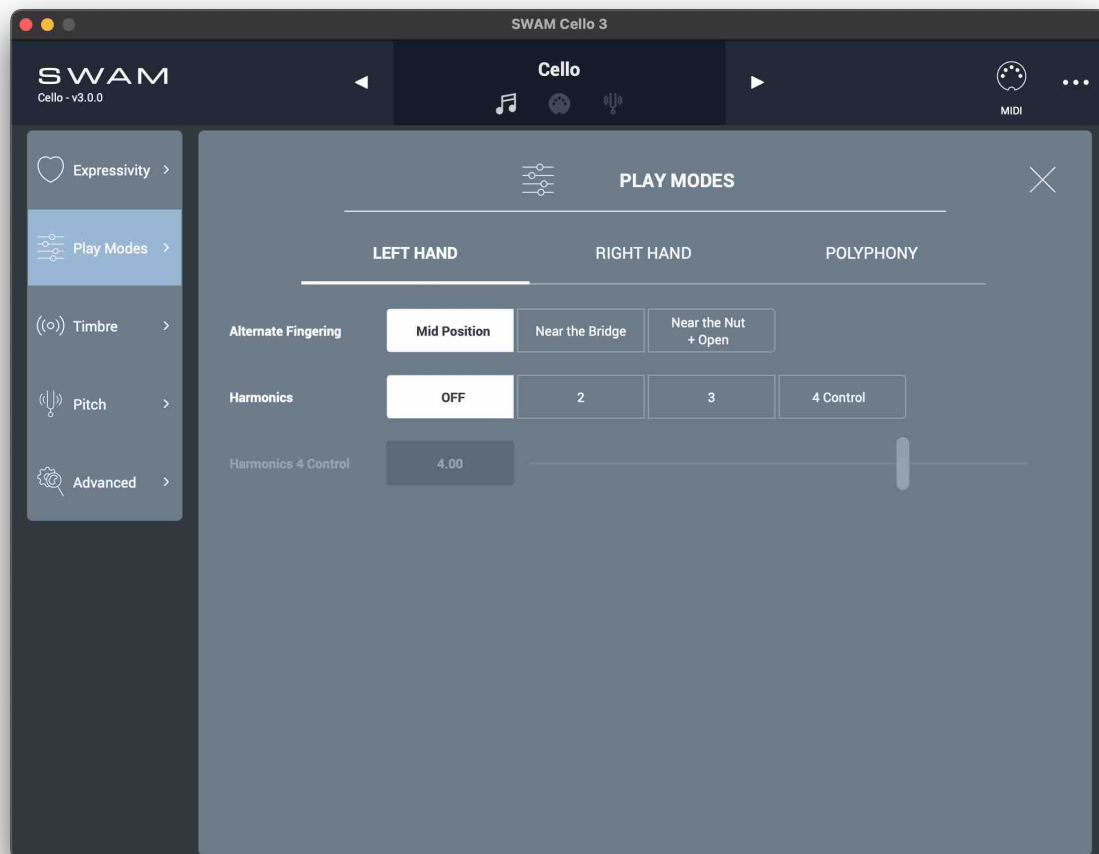 SWAM Cello 3
SWAM
Cello - v3.0.0
Cello
MIDI
Expressivity
Play Modes
Timbre
Pitch
Advanced
PLAY MODES
LEFT HAND
RIGHT HAND
POLYPHONY
Alternate Fingering
Mid Position
Near the Bridge
Near the Nut
+ Open
Harmonics
OFF
2
3
4 Control
Harmonics 4 Control
4.00